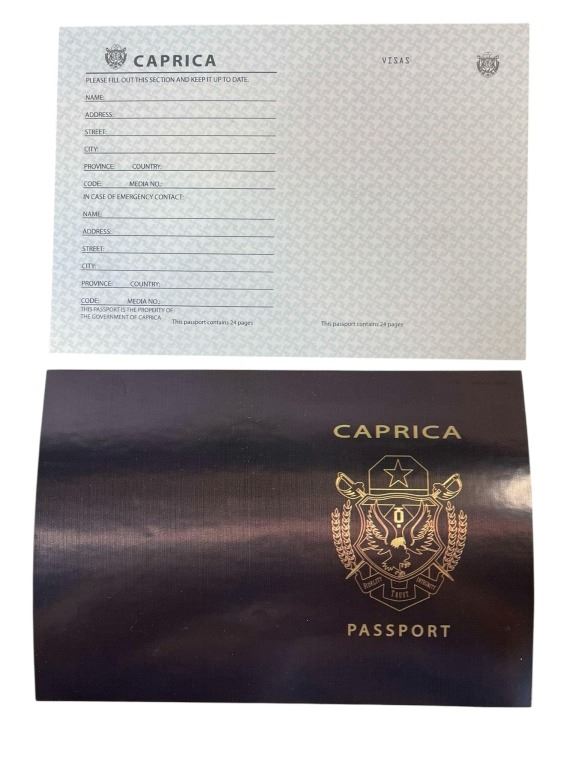 CAPRICA
PLEASE FILL OUT THIS SECTION AND KEEP IT UP TO DATE.
NAME:
ADDRESS:
STREET:
CITY:
PROVINCE: COUNTRY:
CODE: MEDIA NO.:
IN CASE OF EMERGENCY CONTACT:
NAME:
ADDRESS:
STREET:
CITY:
PROVINCE: COUNTRY:
CODE: MEDIA NO.:
THIS PASSPORT IS THE PROPERTY OF
THE GOVERNMENT OF CAPRICA
This passport contains 24 pages
VISAS
This passport contains 24 pages
CAPRICA
FIDELITY TRUST INTEGRITY
PASSPORT